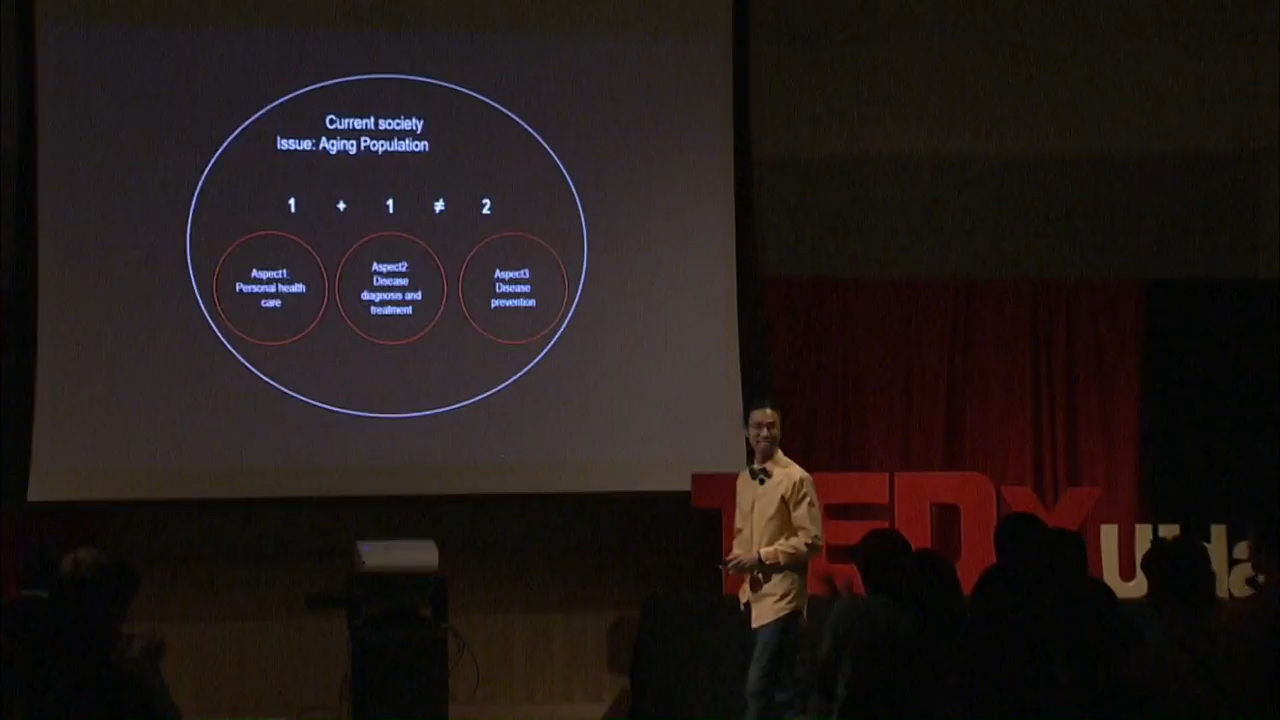 Current society
Issue: Aging Population
1 + 1 ≠ 2
Aspect1:
Personal health
care
Aspect2:
Disease
diagnosis and
treatment
Aspect3
Disease
prevention
TEDx